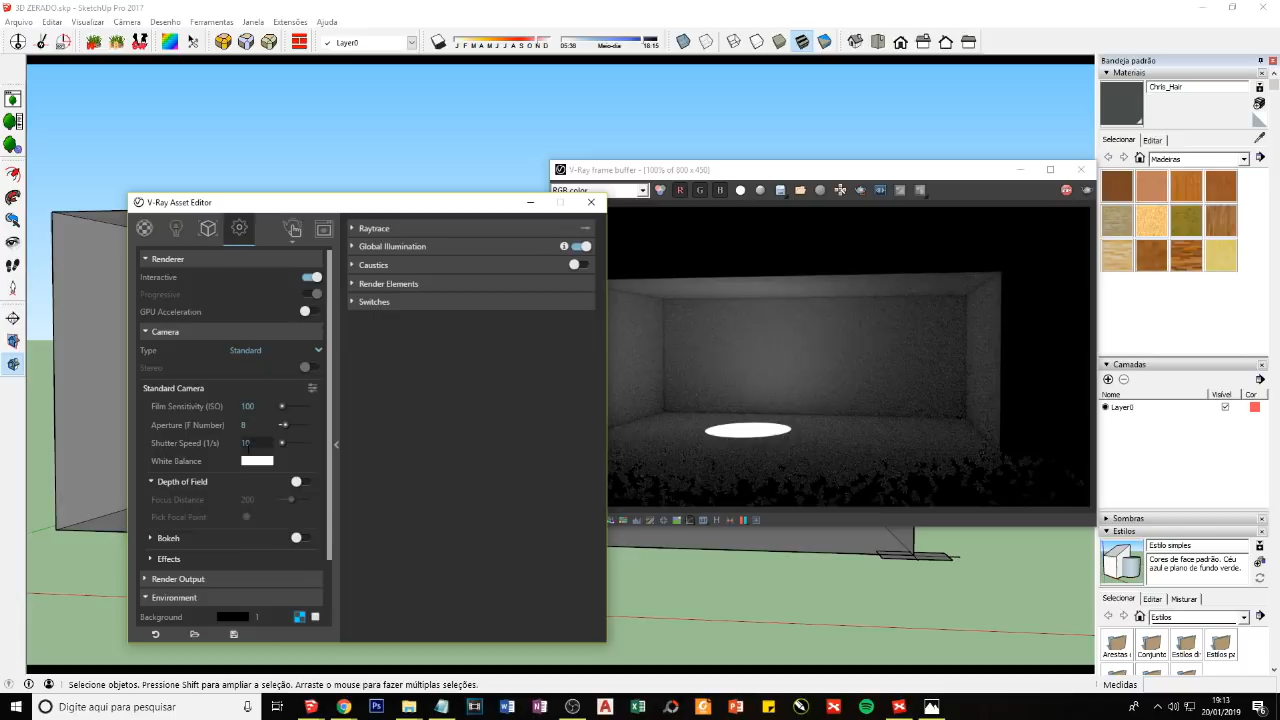 3D ZERADO.skp - SketchUp Pro 2017
Arquivo Editar Visualizar Câmera Desenho Ferramentas Janela Extensões Ajuda
Layer0
J F M A M J J A S O N D
05:38 Meio-dia 18:15
Bandeja padrão
Materiais
Chris_Hair
Selecionar Editar
Madeiras
V-Ray frame buffer - [100% of 800 x 450]
RGB color
R G B
V-Ray Asset Editor
Renderer
Interactive
Progressive
GPU Acceleration
Camera
Type Standard
Stereo
Standard Camera
Film Sensitivity (ISO) 100
Aperture (F Number) 8
Shutter Speed (1/s) 10
White Balance
Depth of Field
Focus Distance 200
Pick Focal Point
Bokeh
Effects
Render Output
Environment
Background 1
Raytrace
Global Illumination
Caustics
Render Elements
Switches
H
Camadas
Nome Visível Cor
Layer0
Sombras
Estilos
Estilo simples
Cores de face padrão. Céu
azul e plano de fundo verde.
Selecionar Editar Misturar
Estilos
Arestas Conjunto Estilos di Estilos pa
Medidas
Selecione objetos. Pressione Shift para ampliar a seleção. Arraste o mouse para fazer múltiplas seleções.
Digite aqui para pesquisar
19:13
20/01/2019